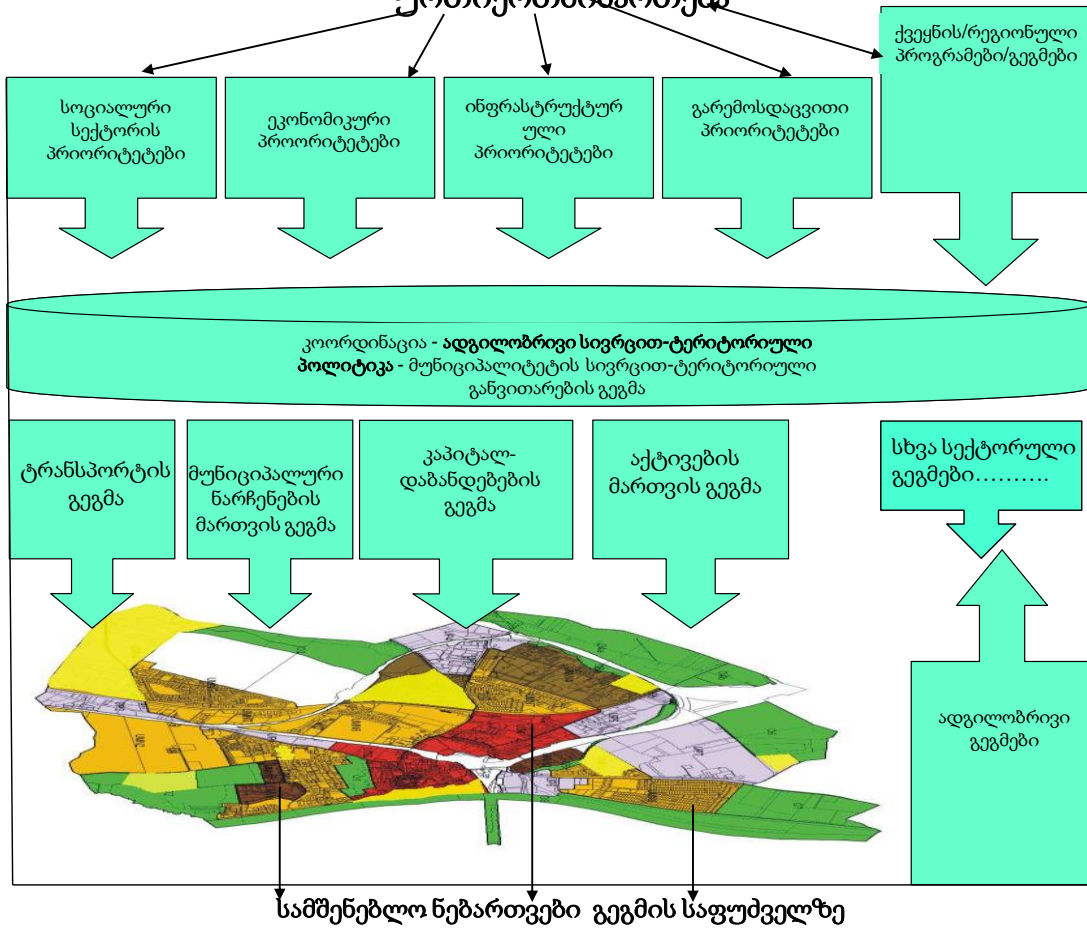 ურთიერთმიმართება
ქვეყნის/რეგიონული
პროგრამები/გეგმები
სოციალური
სექტორის
პრიორიტეტები
ეკონომიკური
პროორიტეტები
ინფრასტრუქტურ
ული
პრიორიტეტები
გარემოსდაცვითი
პრიორიტეტები
კოორდინაცია - ადგილობრივი სივრცით-ტერიტორიული
პოლიტიკა - მუნიციპალიტეტის სივრცით-ტერიტორიული
განვითარების გეგმა
ტრანსპორტის
გეგმა
მუნიციპალური
ნარჩენების
მართვის გეგმა
კაპიტალ-
დაბანდებების
გეგმა
აქტივების
მართვის გეგმა
სხვა სექტორული
გეგმები……….
ადგილობრივი
გეგმები
სამშენებლო ნებართვები გეგმის საფუძველზე